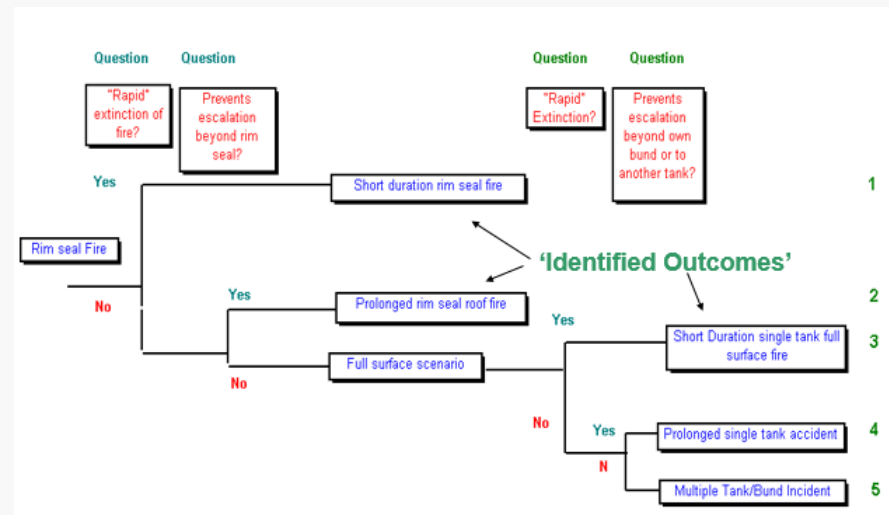 Question
Question
Question
Question
"Rapid"
extinction of
fire?
Prevents
escalation
beyond rim
seal?
"Rapid"
Extinction?
Prevents
escalation
beyond own
bund or to
another tank?
Yes
Short duration rim seal fire
1
Rim seal Fire
‘Identified Outcomes’
No
Yes
Prolonged rim seal roof fire
2
Yes
Short Duration single tank full
surface fire
3
No
Full surface scenario
No
Yes
Prolonged single tank accident
4
N
Multiple Tank/Bund Incident
5